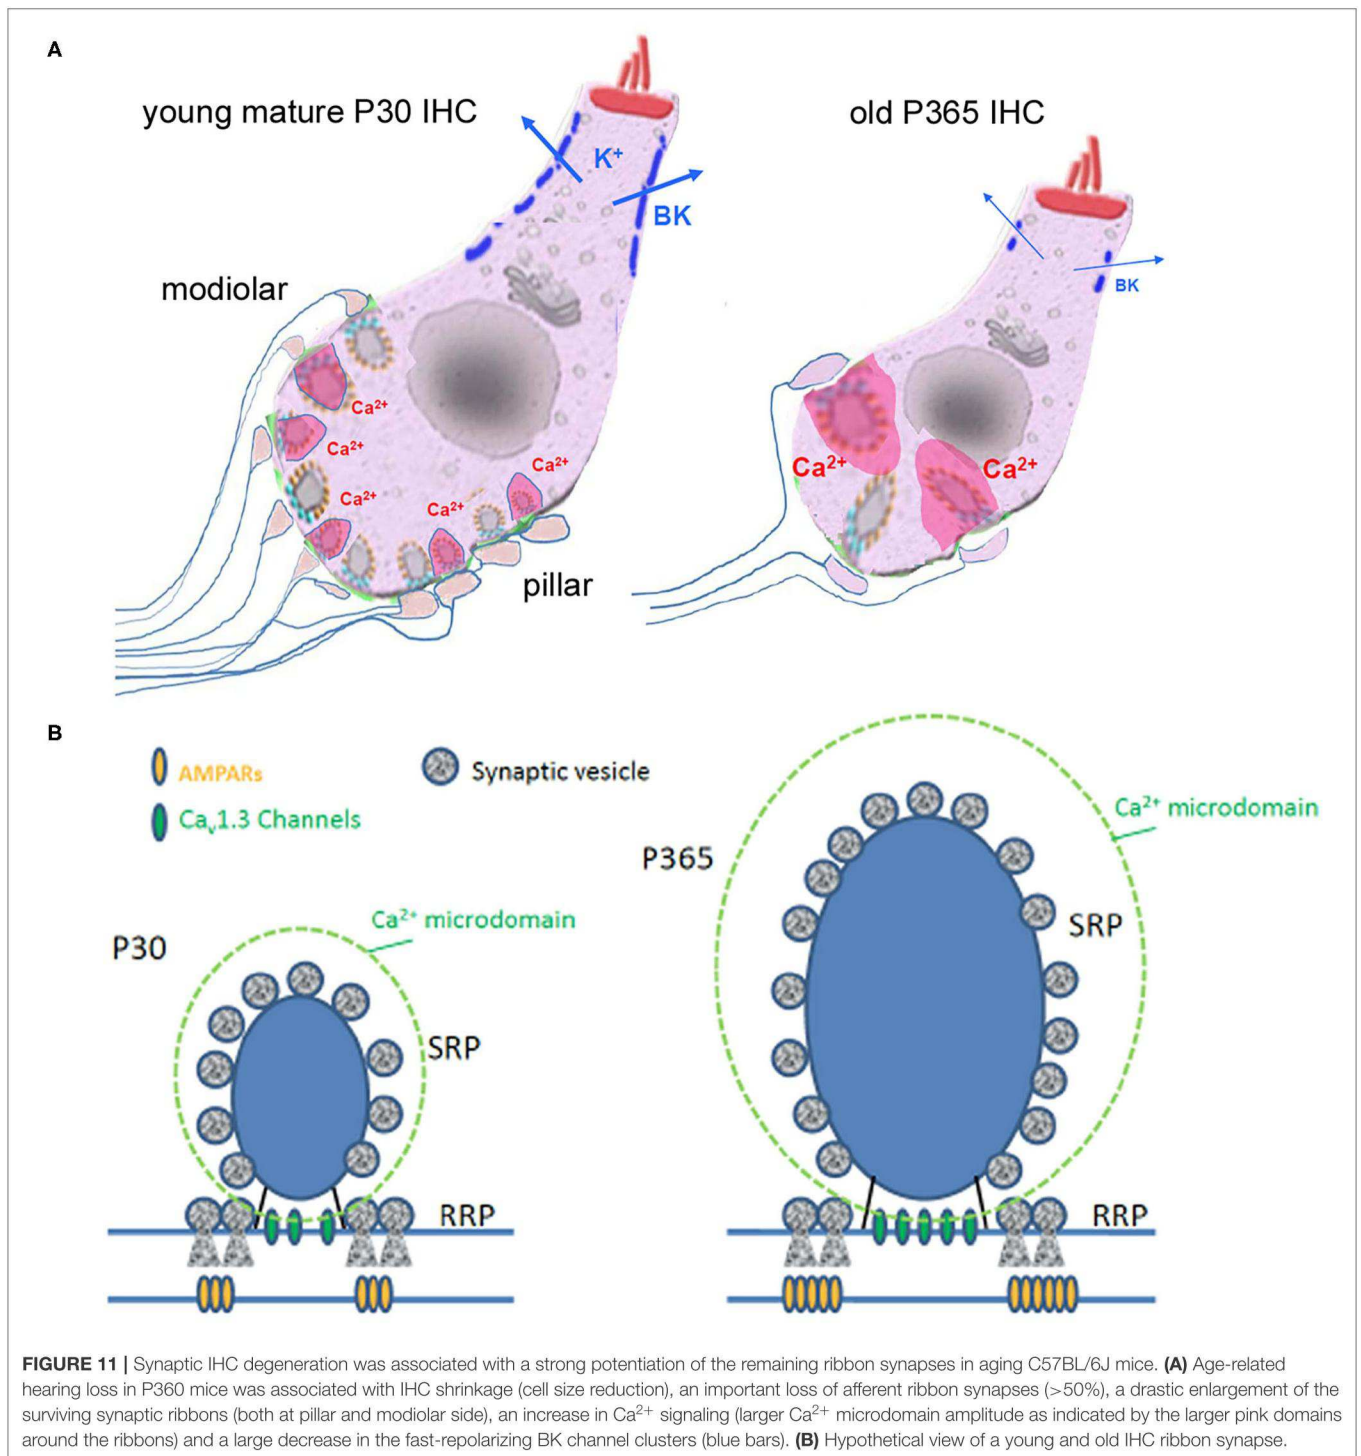 A
young mature P30 IHC
old P365 IHC
K⁺
BK
BK
modiolar
Ca²⁺
Ca²⁺
Ca²⁺
Ca²⁺
Ca²⁺
Ca²⁺
Ca²⁺
pillar
B
AMPARs
Synaptic vesicle
Caᵥ1.3 Channels
Ca²⁺ microdomain
P365
Ca²⁺ microdomain
P30
SRP
SRP
RRP
RRP
FIGURE 11 | Synaptic IHC degeneration was associated with a strong potentiation of the remaining ribbon synapses in aging C57BL/6J mice. (A) Age-related
hearing loss in P360 mice was associated with IHC shrinkage (cell size reduction), an important loss of afferent ribbon synapses (>50%), a drastic enlargement of the
surviving synaptic ribbons (both at pillar and modiolar side), an increase in Ca²⁺ signaling (larger Ca²⁺ microdomain amplitude as indicated by the larger pink domains
around the ribbons) and a large decrease in the fast-repolarizing BK channel clusters (blue bars). (B) Hypothetical view of a young and old IHC ribbon synapse.